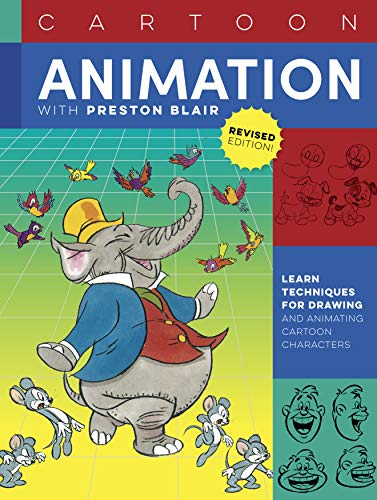 CARTOON
ANIMATION
WITH PRESTON BLAIR
REVISED
EDITION!
LEARN
TECHNIQUES
FOR DRAWING
AND ANIMATING
CARTOON
CHARACTERS